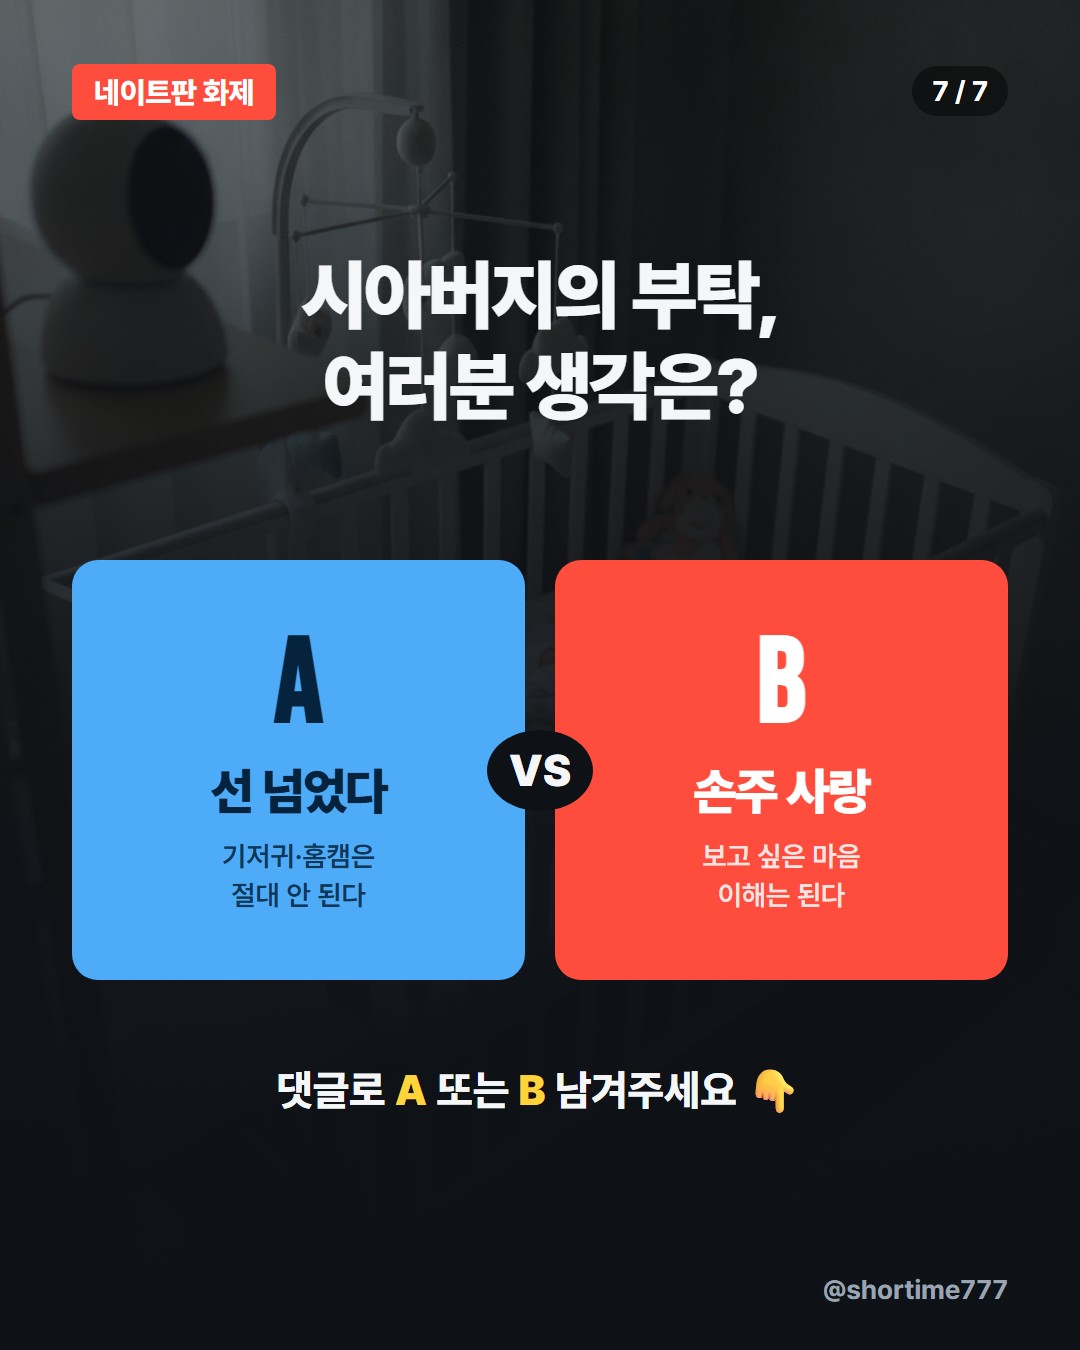 네이트판 화제
7 / 7
시아버지의 부탁,
여러분 생각은?
A
선 넘었다
기저귀·홈캠은
절대 안 된다
VS
B
손주 사랑
보고 싶은 마음
이해는 된다
댓글로 A 또는 B 남겨주세요 👇
@shortime777